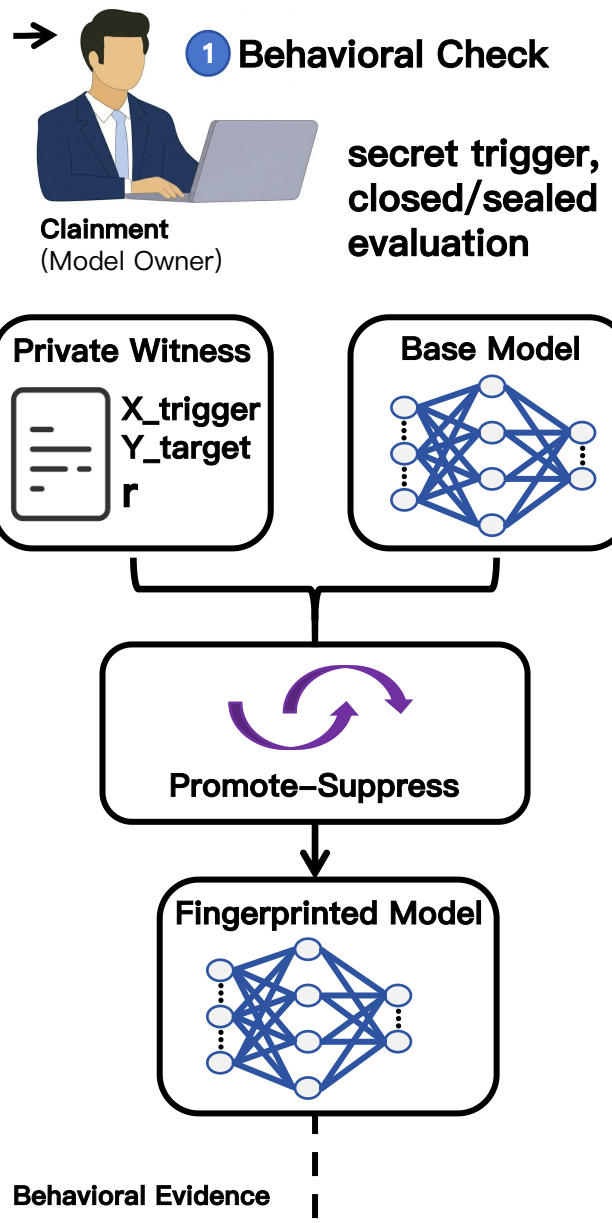 1 Behavioral Check
secret trigger,
closed/sealed
evaluation
Clainment
(Model Owner)
Private Witness
X_trigger
Y_target
r
Base Model
Promote–Suppress
Fingerprinted Model
Behavioral Evidence